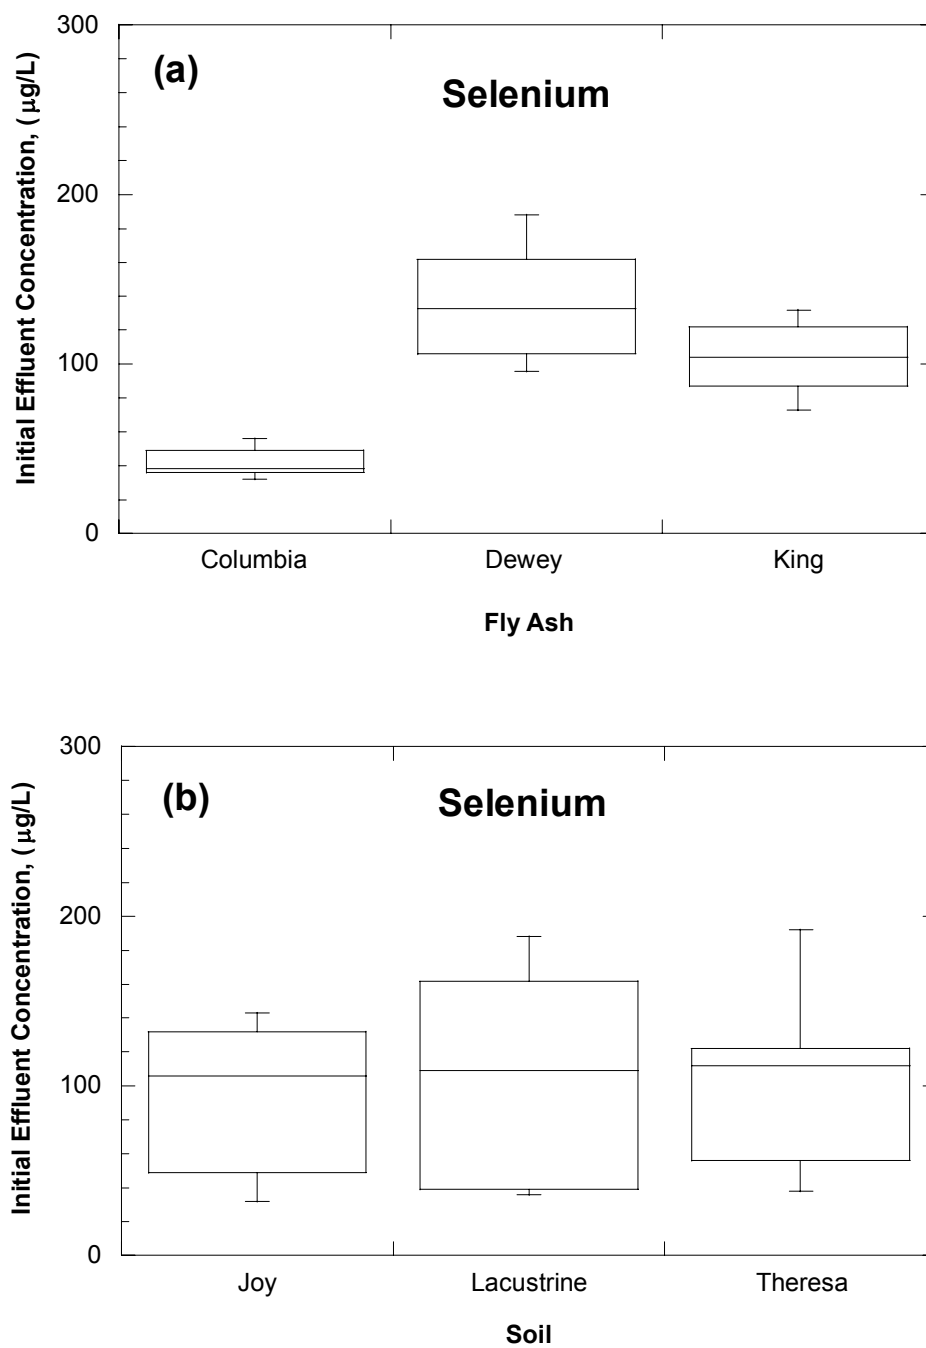 300
(a)
Selenium
200
100
0
Initial Effluent Concentration, ( μg/L)
Columbia Dewey King
Fly Ash
300
(b)
Selenium
200
100
0
Initial Effluent Concentration, ( μg/L)
Joy Lacustrine Theresa
Soil